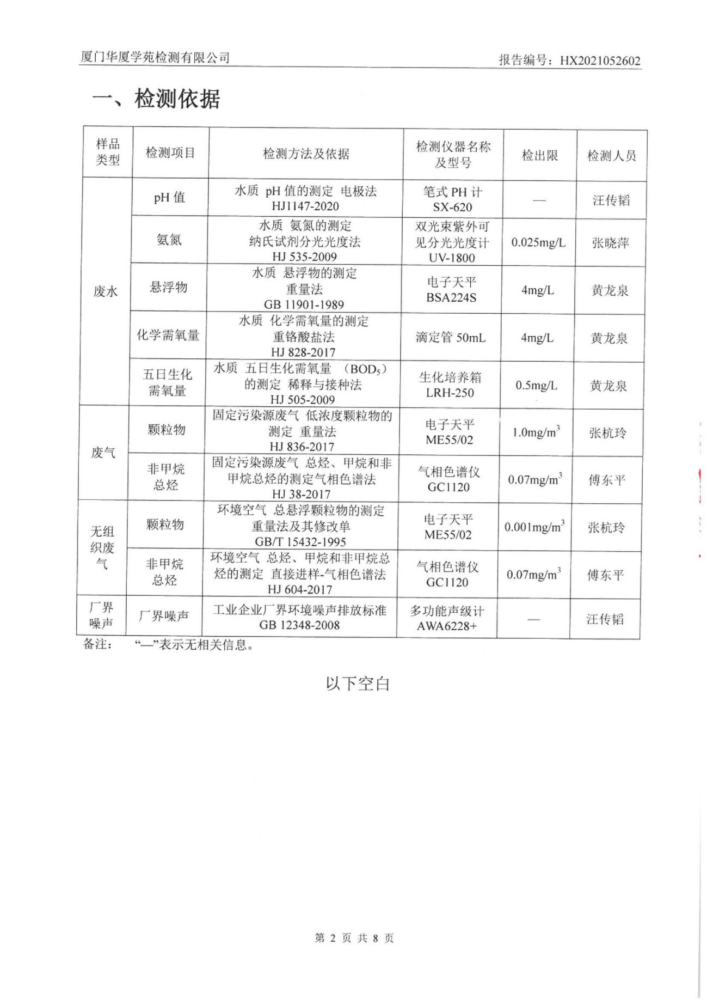 厦门华厦学苑检测有限公司
报告编号：HX2021052602
一、检测依据
样品
类型
检测项目
检测方法及依据
检测仪器名称
及型号
检出限
检测人员
废水
pH 值
水质 pH 值的测定 电极法
HJ1147-2020
笔式 PH 计
SX-620
—
汪传韬
氨氮
水质 氨氮的测定
纳氏试剂分光光度法
HJ 535-2009
双光束紫外可
见分光光度计
UV-1800
0.025mg/L
张晓萍
悬浮物
水质 悬浮物的测定
重量法
GB 11901-1989
电子天平
BSA224S
4mg/L
黄龙泉
化学需氧量
水质 化学需氧量的测定
重铬酸盐法
HJ 828-2017
滴定管 50mL
4mg/L
黄龙泉
五日生化
需氧量
水质 五日生化需氧量 （BOD₅）
的测定 稀释与接种法
HJ 505-2009
生化培养箱
LRH-250
0.5mg/L
黄龙泉
废气
颗粒物
固定污染源废气 低浓度颗粒物的
测定 重量法
HJ 836-2017
电子天平
ME55/02
1.0mg/m³
张杭玲
非甲烷
总烃
固定污染源废气 总烃、甲烷和非
甲烷总烃的测定气相色谱法
HJ 38-2017
气相色谱仪
GC1120
0.07mg/m³
傅东平
无组
织废
气
颗粒物
环境空气 总悬浮颗粒物的测定
重量法及其修改单
GB/T 15432-1995
电子天平
ME55/02
0.001mg/m³
张杭玲
非甲烷
总烃
环境空气 总烃、甲烷和非甲烷总
烃的测定 直接进样-气相色谱法
HJ 604-2017
气相色谱仪
GC1120
0.07mg/m³
傅东平
厂界
噪声
厂界噪声
工业企业厂界环境噪声排放标准
GB 12348-2008
多功能声级计
AWA6228+
—
汪传韬
备注： “—”表示无相关信息。
以下空白
第 2 页 共 8 页